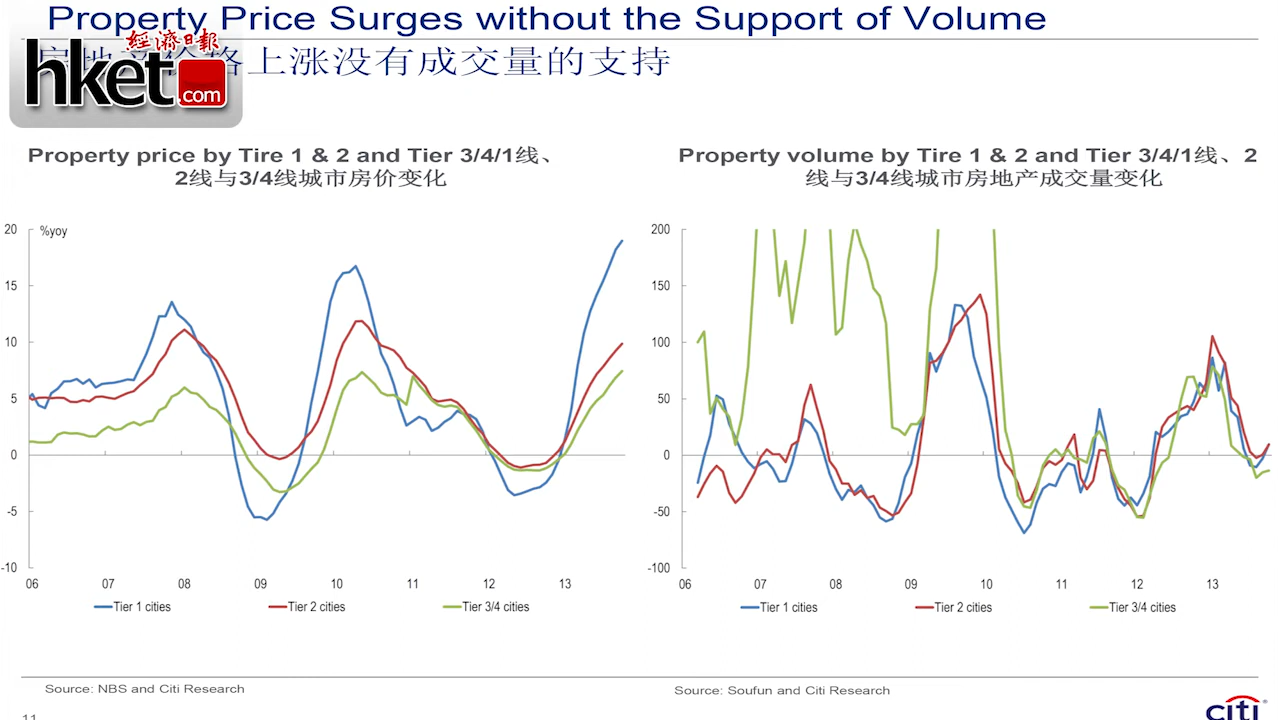 Property Price Surges without the Support of Volume
經濟日報
hket
.com
上涨没有成交量的支持
Property price by Tire 1 & 2 and Tier 3/4/1线、
2线与3/4线城市房价变化
Property volume by Tire 1 & 2 and Tier 3/4/1线、2
线与3/4线城市房地产成交量变化
20
%yoy
15
10
5
0
-5
-10
06 07 08 09 10 11 12 13
Tier 1 cities Tier 2 cities Tier 3/4 cities
200
150
100
50
0
-50
-100
06 07 08 09 10 11 12 13
Tier 1 cities Tier 2 cities Tier 3/4 cities
Source: NBS and Citi Research
Source: Soufun and Citi Research
11
citi®